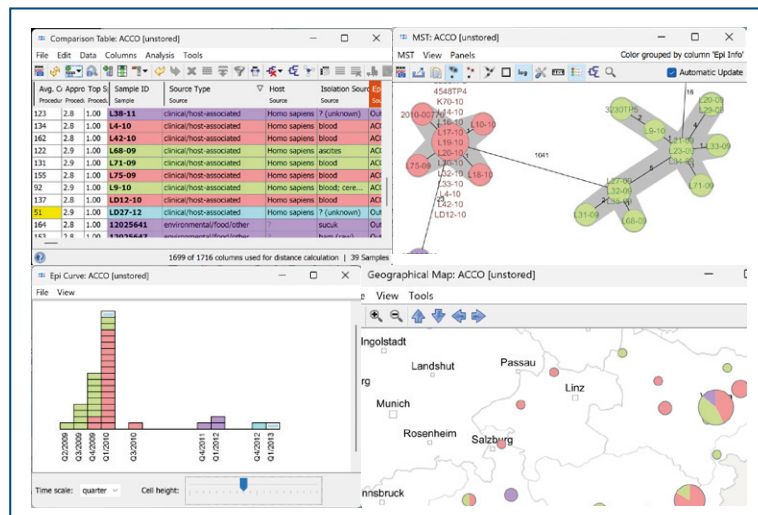 Comparison Table: ACCO [unstored]
File Edit Data Columns Analysis Tools
Sample ID Source Type Host Isolation Sourc
Sample Source Source Source
123 2.8 1.00 L38-11 clinical/host-associated Homo sapiens ? (unknown)
134 2.8 1.00 L4-10 clinical/host-associated Homo sapiens blood
162 2.8 1.00 L42-10 clinical/host-associated Homo sapiens blood
122 2.9 1.00 L68-09 clinical/host-associated Homo sapiens ascites
131 2.9 1.00 L71-09 clinical/host-associated Homo sapiens blood
155 2.8 1.00 L75-09 clinical/host-associated Homo sapiens blood
92 2.9 1.00 L9-10 clinical/host-associated Homo sapiens blood; cere...
137 2.8 1.00 LD12-10 clinical/host-associated Homo sapiens blood
51 2.9 1.00 LD27-12 clinical/host-associated Homo sapiens ? (unknown)
164 2.8 1.00 12025641 environmental/food/other ? sucuk
1699 of 1716 columns used for distance calculation | 39 Samples
MST: ACCO [unstored]
MST View Panels
Color grouped by column 'Epi Info'
Automatic Update
4548TP4
K70-10
L10-10
L17-10
L19-10
L20-10
L18-10
L75-09
L32-10
L33-10
L4-10
L42-10
LD12-10
1641
16
3230TP5
L9-10
L20-09
L29-09
L33-09
L71-09
L31-09
L68-09
Epi Curve: ACCO [unstored]
File View
Q2/2009
Q3/2009
Q4/2009
Q1/2010
Q3/2010
Q4/2011
Q1/2012
Q4/2012
Q1/2013
Time scale: quarter Cell height:
Geographical Map: ACCO [unstored]
View Tools
Ingolstadt
Landshut
Passau
Linz
Munich
Rosenheim
Salzburg
nnsbruck